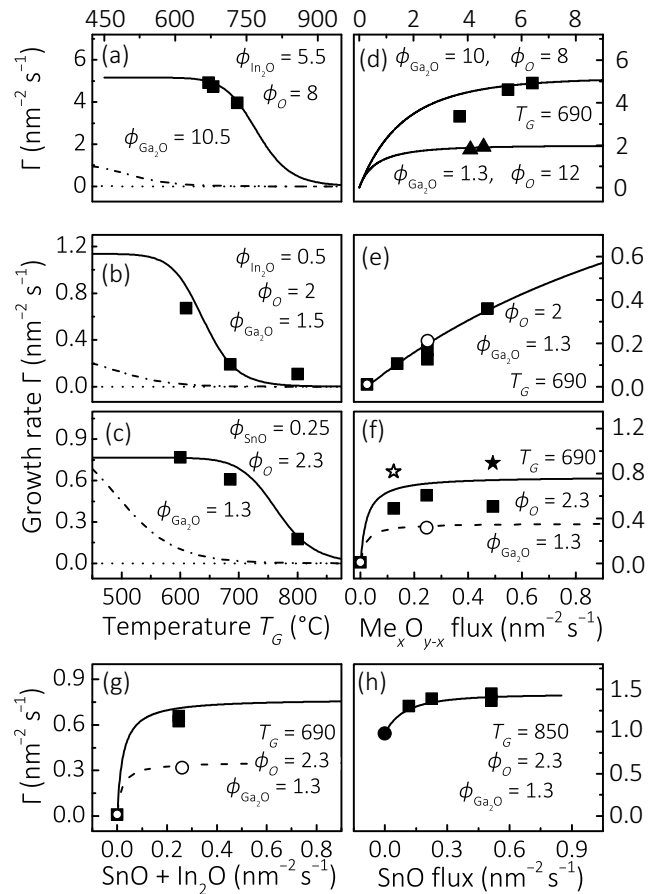 450 600 750 900
0 2 4 6 8
(a)
ϕIn₂O = 5.5
ϕO = 8
ϕGa₂O = 10.5
Γ (nm⁻² s⁻¹)
6
4
2
0
(d)
ϕGa₂O = 10, ϕO = 8
TG = 690
ϕGa₂O = 1.3, ϕO = 12
6
4
2
0
(b)
ϕIn₂O = 0.5
ϕO = 2
ϕGa₂O = 1.5
1.2
0.6
0.0
(e)
ϕO = 2
ϕGa₂O = 1.3
TG = 690
0.6
0.4
0.2
0.0
Growth rate Γ (nm⁻² s⁻¹)
(c)
ϕSnO = 0.25
ϕO = 2.3
ϕGa₂O = 1.3
0.9
0.6
0.3
0.0
(f)
TG = 690
ϕO = 2.3
ϕGa₂O = 1.3
1.2
0.8
0.4
0.0
500 600 700 800
0.0 0.2 0.4 0.6 0.8
Temperature TG (°C)
MexOy-x flux (nm⁻² s⁻¹)
(g)
TG = 690
ϕO = 2.3
ϕGa₂O = 1.3
Γ (nm⁻² s⁻¹)
0.9
0.6
0.3
0.0
(h)
TG = 850
ϕO = 2.3
ϕGa₂O = 1.3
1.5
1.0
0.5
0.0
0.0 0.2 0.4 0.6 0.8
0.0 0.3 0.6 0.9
SnO + In₂O (nm⁻² s⁻¹)
SnO flux (nm⁻² s⁻¹)